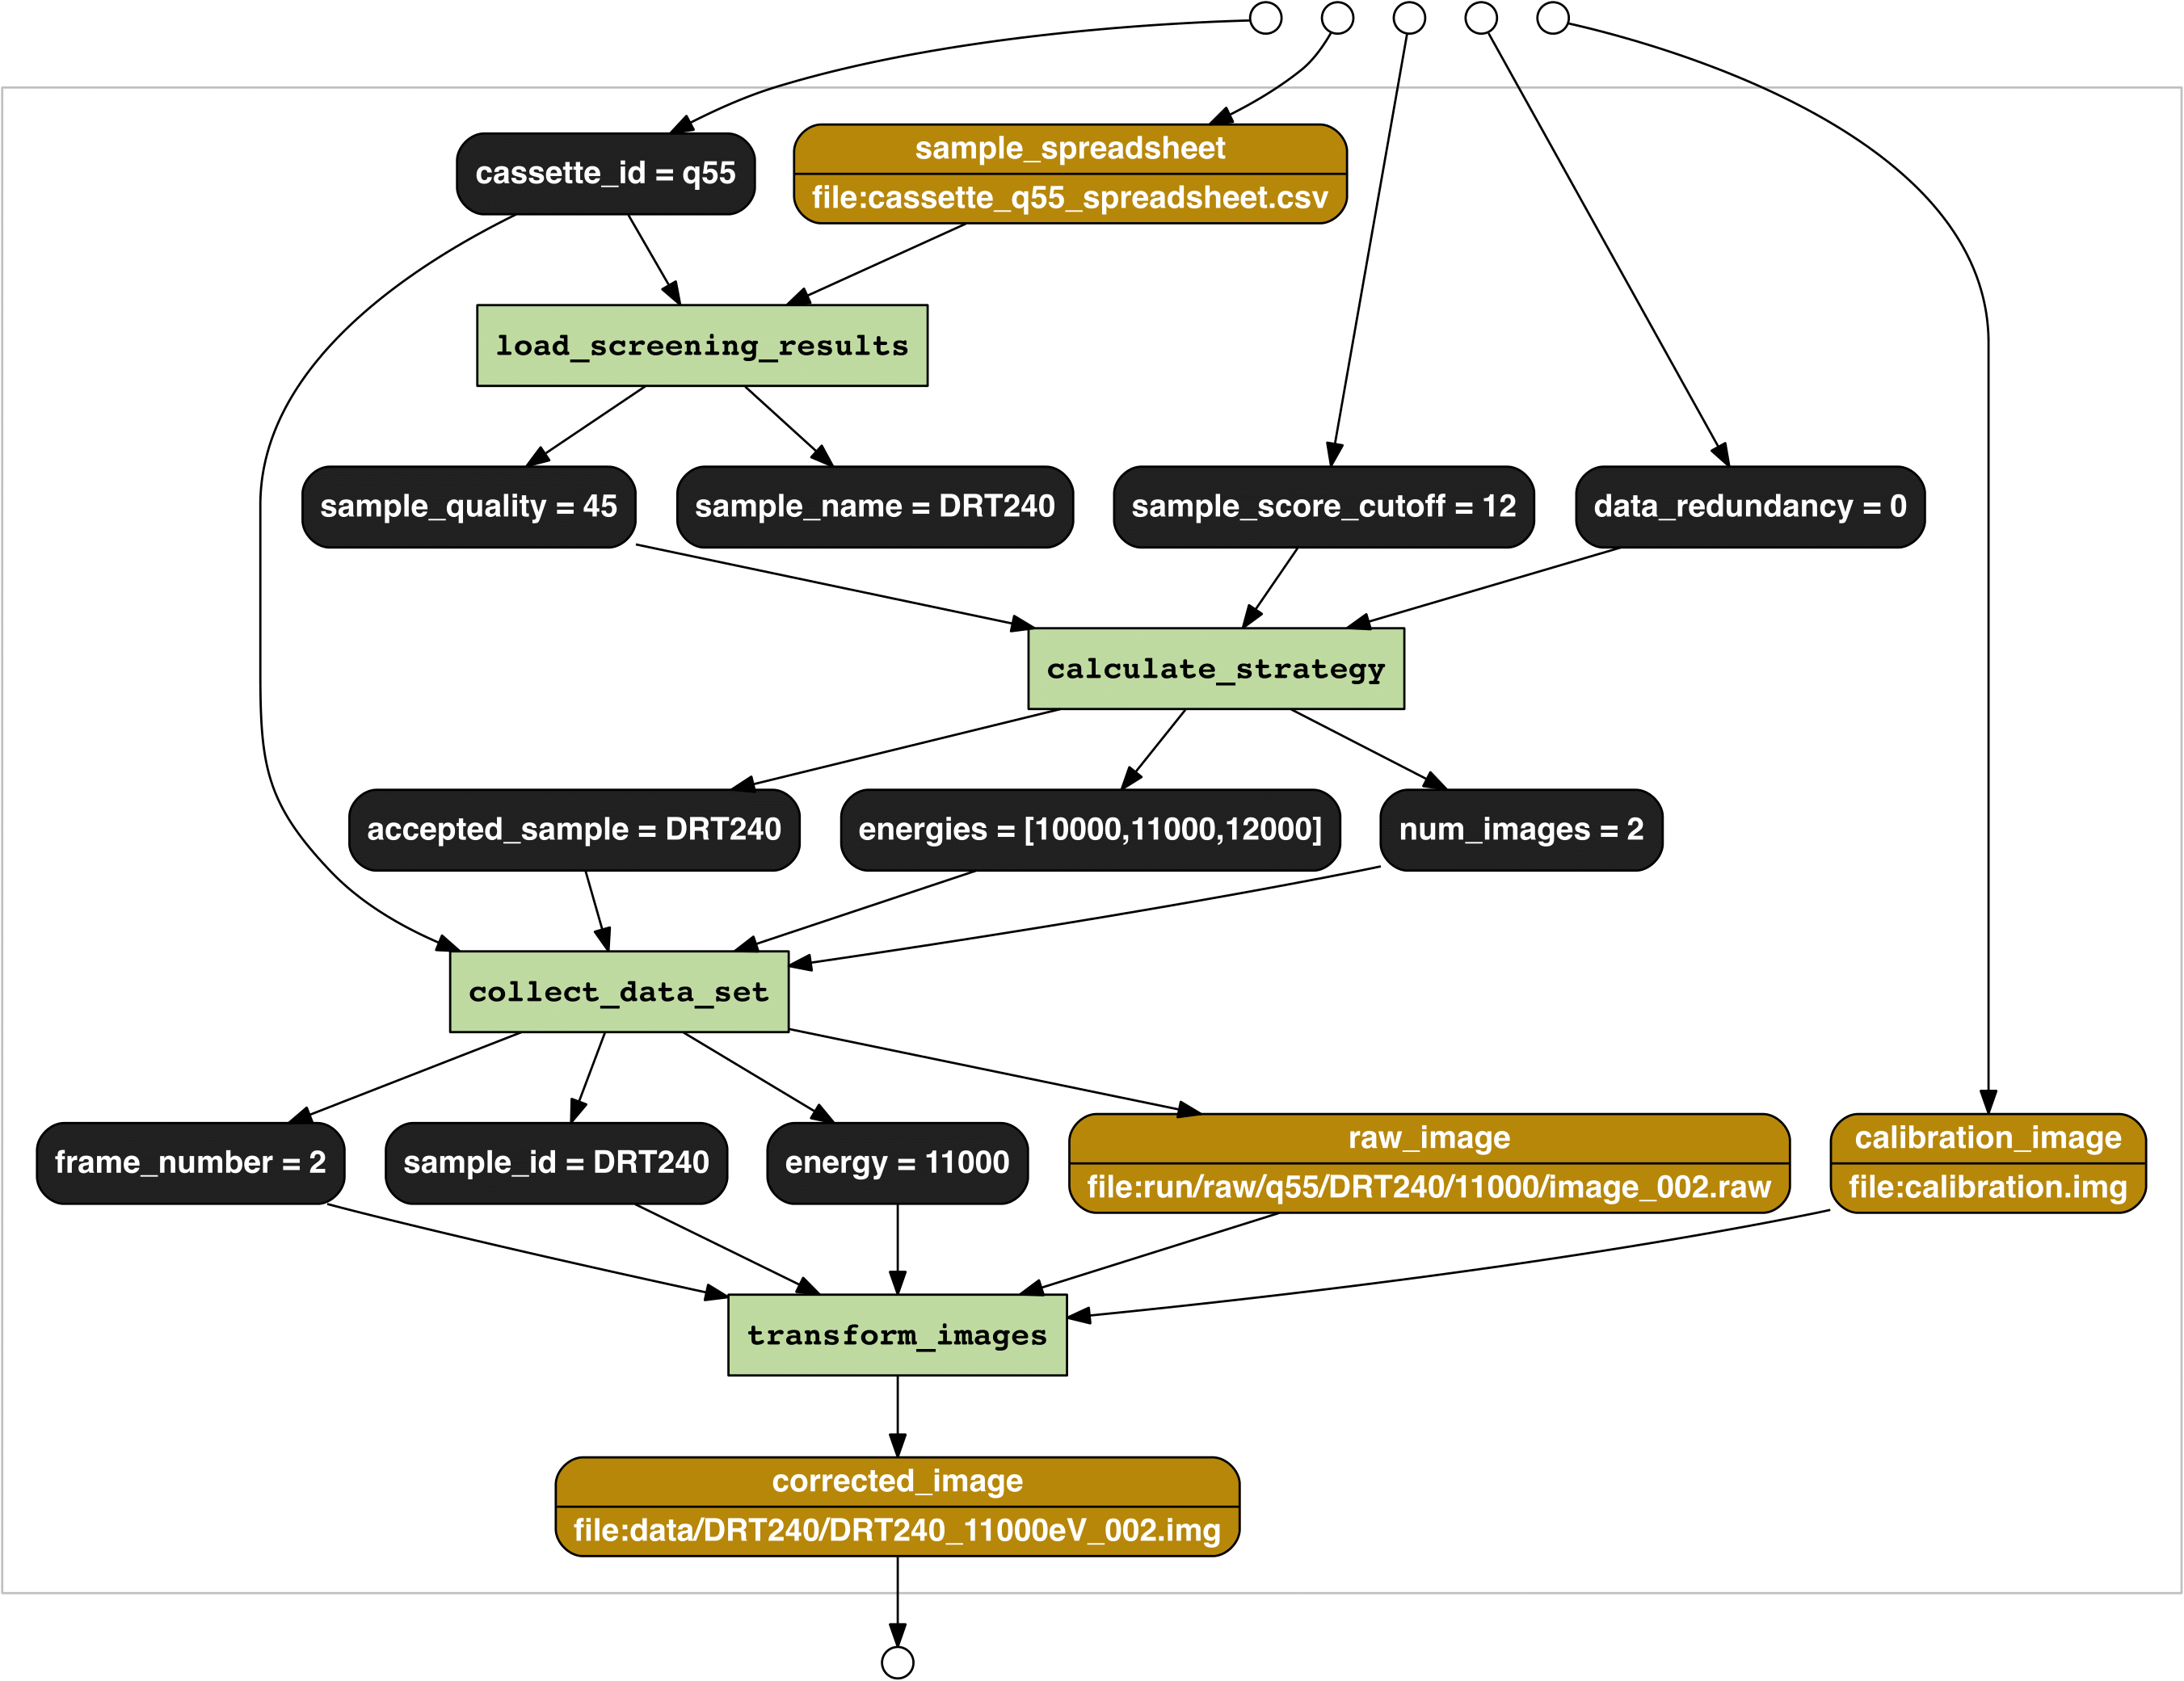 cassette_id = q55
sample_spreadsheet
file:cassette_q55_spreadsheet.csv
load_screening_results
sample_quality = 45
sample_name = DRT240
sample_score_cutoff = 12
data_redundancy = 0
calculate_strategy
accepted_sample = DRT240
energies = [10000,11000,12000]
num_images = 2
collect_data_set
frame_number = 2
sample_id = DRT240
energy = 11000
raw_image
file:run/raw/q55/DRT240/11000/image_002.raw
calibration_image
file:calibration.img
transform_images
corrected_image
file:data/DRT240/DRT240_11000eV_002.img